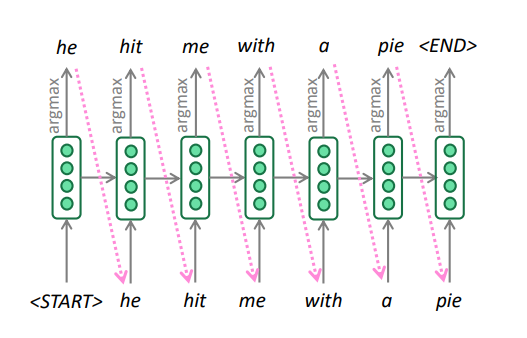 he hit me with a pie <END>
argmax argmax argmax argmax argmax argmax argmax
<START> he hit me with a pie